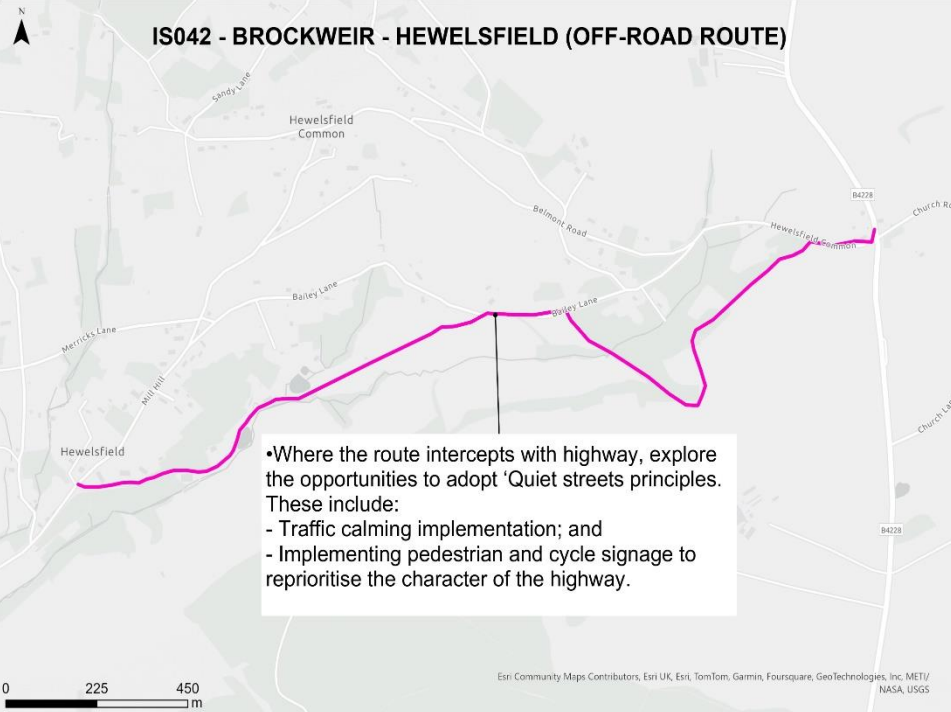 N
IS042 - BROCKWEIR - HEWELSFIELD (OFF-ROAD ROUTE)
Sandy Lane
Hewelsfield
Common
Belmont Road
B4228
Church Ro
Hewelsfield Common
Bailey Lane
Bailey Lane
Merricks Lane
Mill Hill
Church La
Hewelsfield
•Where the route intercepts with highway, explore
the opportunities to adopt ‘Quiet streets principles.
These include:
- Traffic calming implementation; and
- Implementing pedestrian and cycle signage to
reprioritise the character of the highway.
B4228
0 225 450
m
Esri Community Maps Contributors, Esri UK, Esri, TomTom, Garmin, Foursquare, GeoTechnologies, Inc, METI/
NASA, USGS